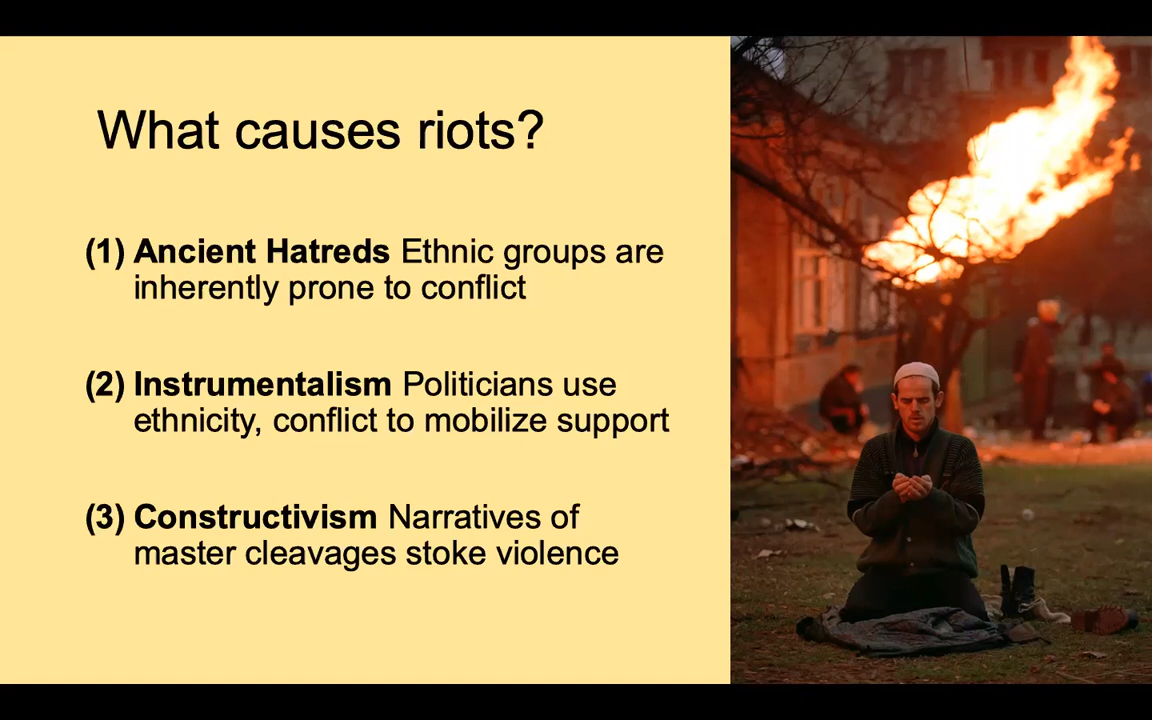 What causes riots?
(1) Ancient Hatreds Ethnic groups are
inherently prone to conflict
(2) Instrumentalism Politicians use
ethnicity, conflict to mobilize support
(3) Constructivism Narratives of
master cleavages stoke violence